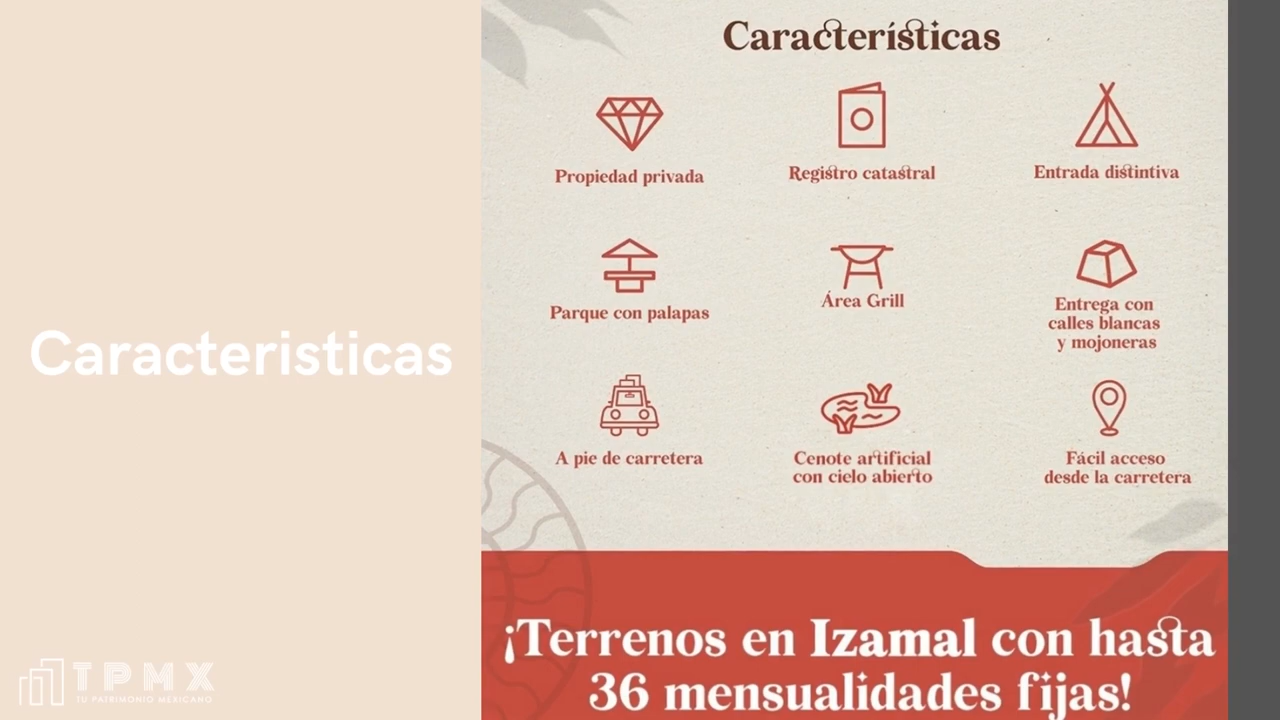 Caracteristicas
TPMX
TU PATRIMONIO MEXICANO
Características
Propiedad privada
Registro catastral
Entrada distintiva
Parque con palapas
Área Grill
Entrega con
calles blancas
y mojoneras
A pie de carretera
Cenote artificial
con cielo abierto
Fácil acceso
desde la carretera
¡Terrenos en Izamal con hasta
36 mensualidades fijas!